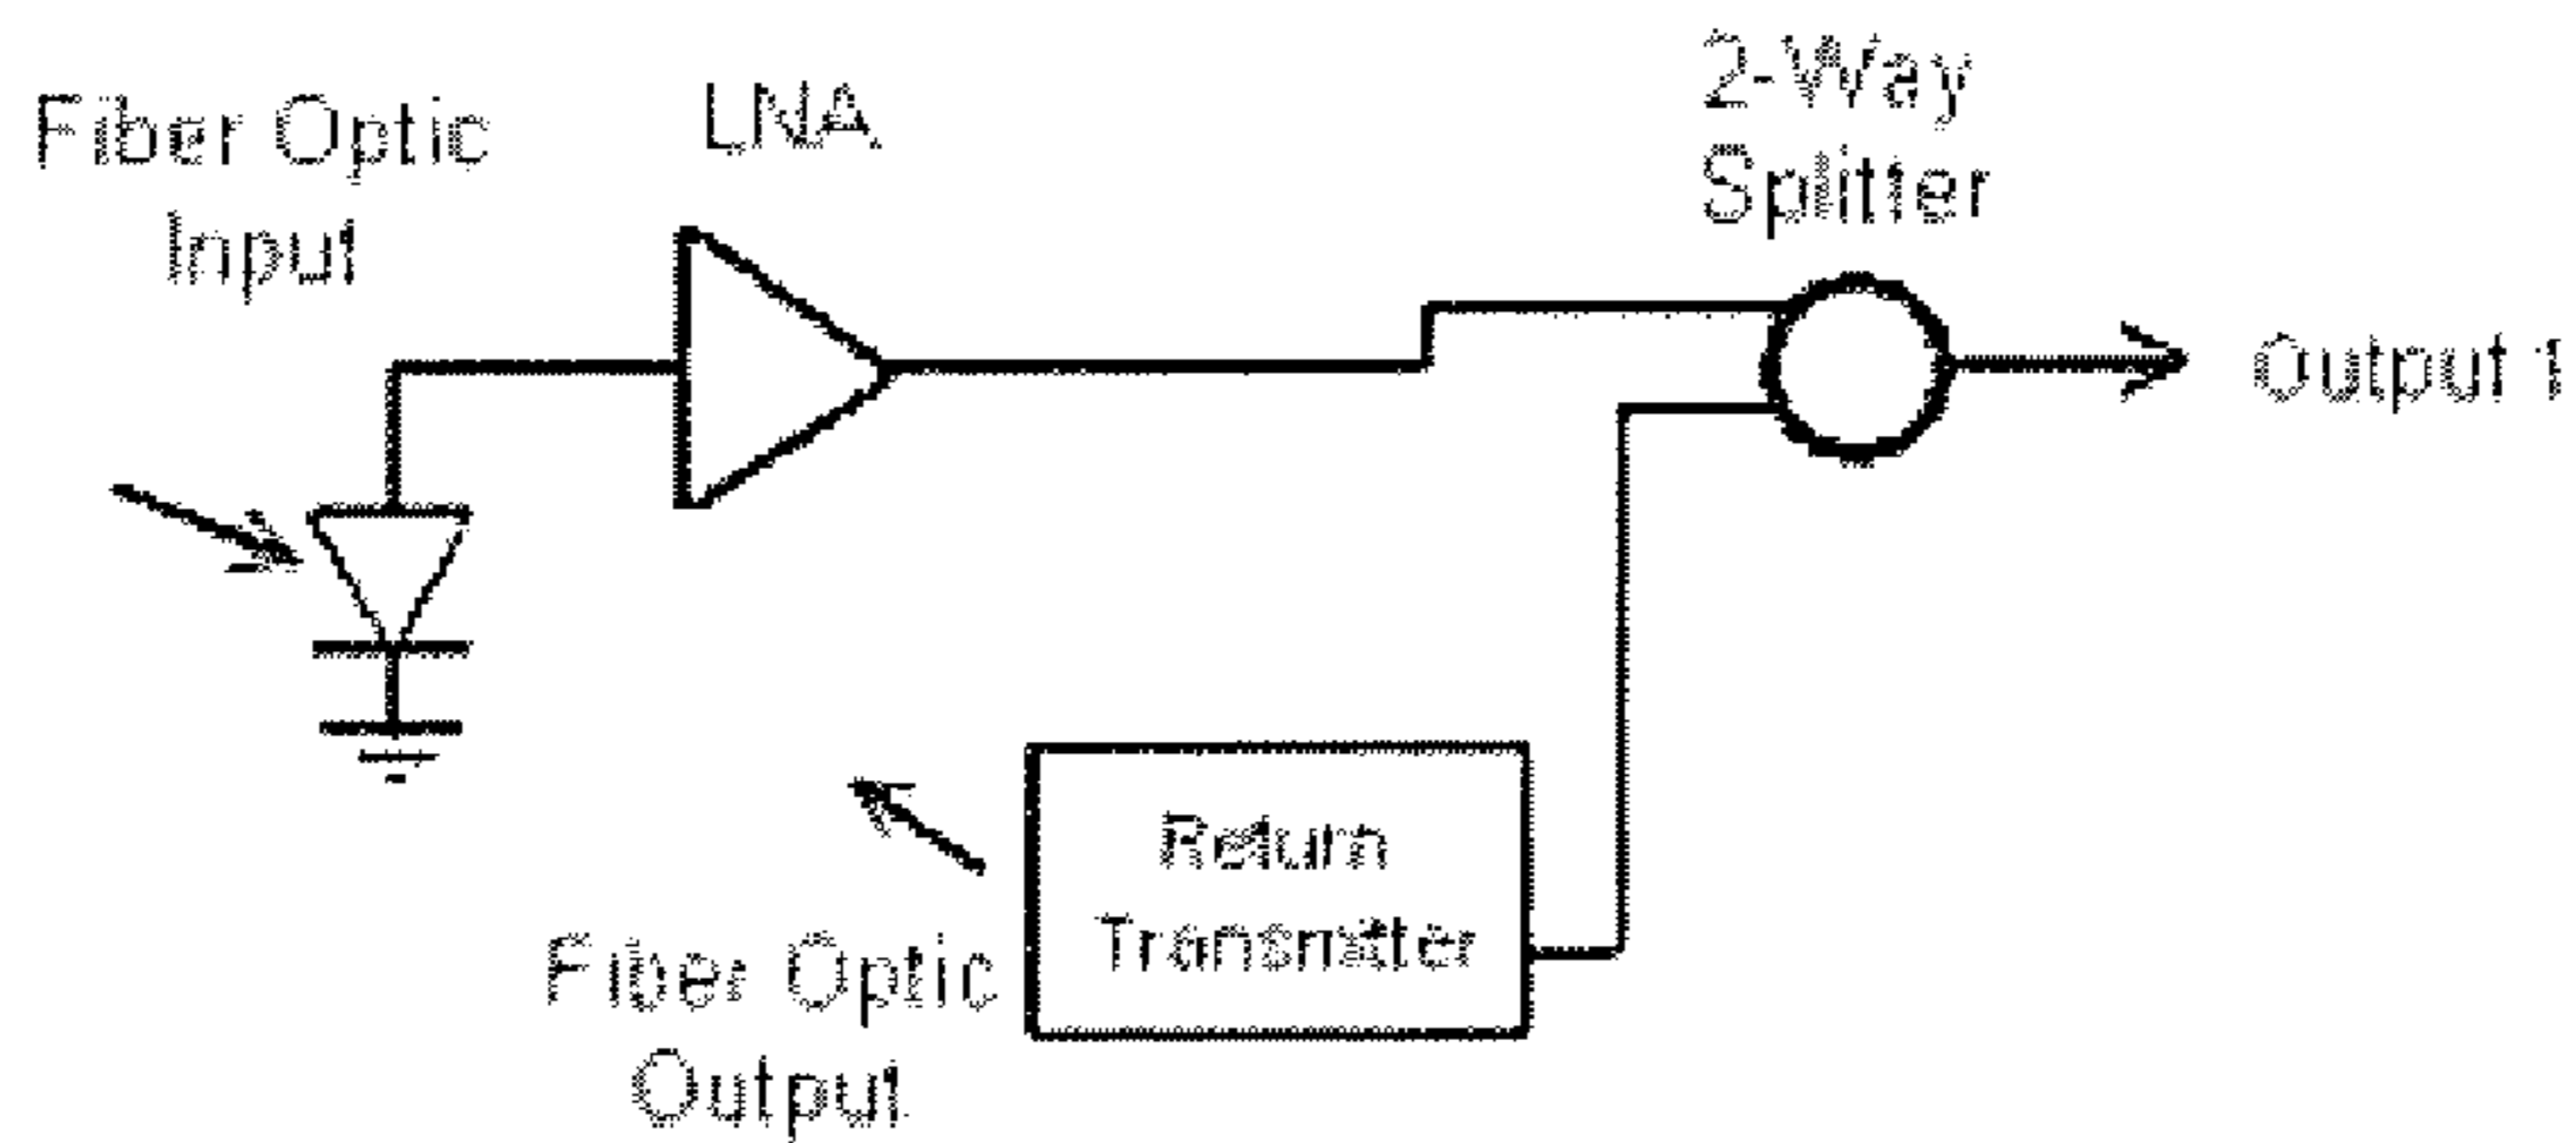 Fiber Optic
Input
LNA
2-Way
Splitter
Output 1
Return
Transmitter
Fiber Optic
Output